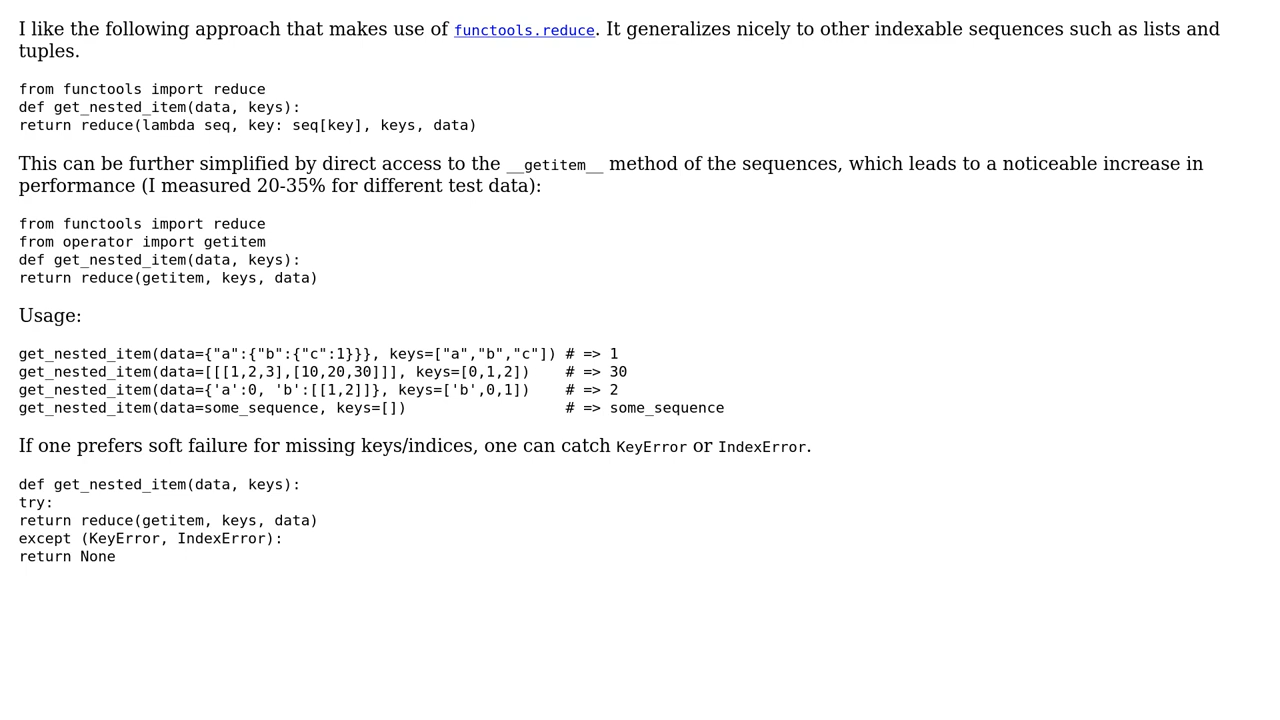 I like the following approach that makes use of functools.reduce. It generalizes nicely to other indexable sequences such as lists and
tuples.
from functools import reduce
def get_nested_item(data, keys):
return reduce(lambda seq, key: seq[key], keys, data)
This can be further simplified by direct access to the __getitem__ method of the sequences, which leads to a noticeable increase in
performance (I measured 20-35% for different test data):
from functools import reduce
from operator import getitem
def get_nested_item(data, keys):
return reduce(getitem, keys, data)
Usage:
get_nested_item(data={"a":{"b":{"c":1}}}, keys=["a","b","c"]) # => 1
get_nested_item(data=[[[1,2,3],[10,20,30]]], keys=[0,1,2])    # => 30
get_nested_item(data={'a':0, 'b':[[1,2]]}, keys=['b',0,1])    # => 2
get_nested_item(data=some_sequence, keys=[])                  # => some_sequence
If one prefers soft failure for missing keys/indices, one can catch KeyError or IndexError.
def get_nested_item(data, keys):
try:
return reduce(getitem, keys, data)
except (KeyError, IndexError):
return None